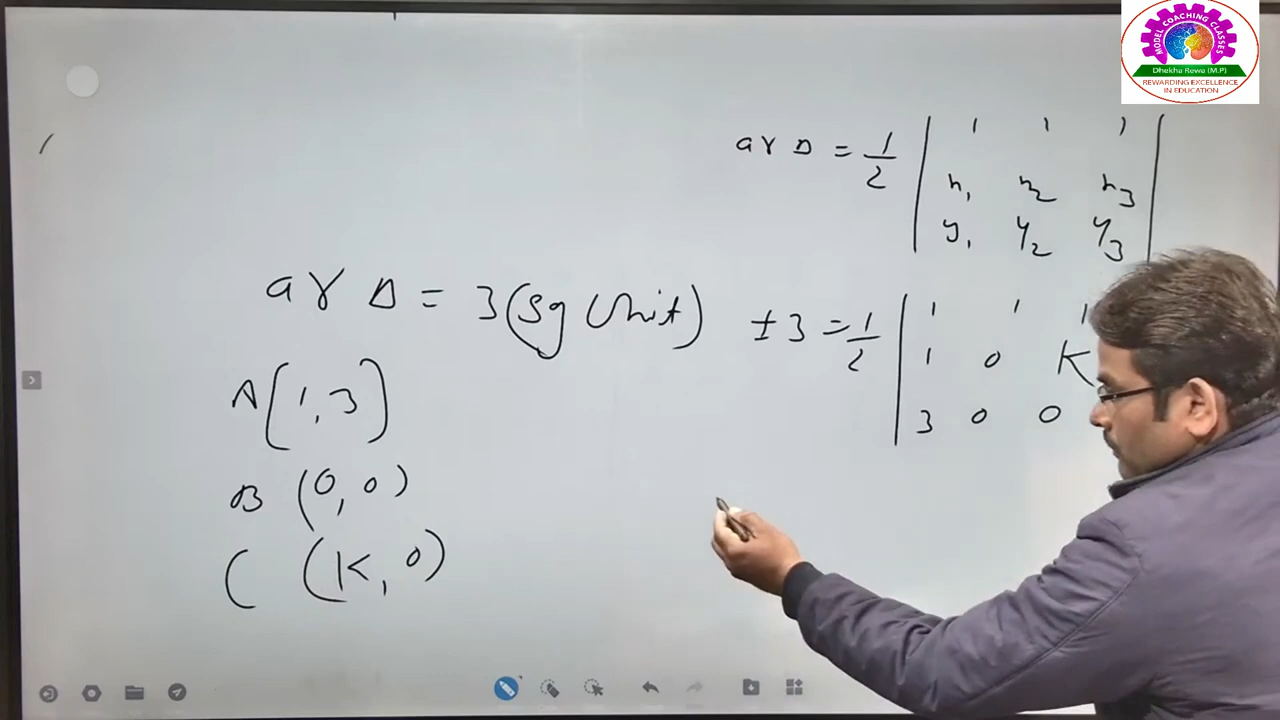 MODEL COACHING CLASSES
Dhekha Rewa (M.P)
REWARDING EXCELLENCE
IN EDUCATION
ar Δ = 1/2 | 1 1 1
x₁ x₂ x₃
y₁ y₂ y₃ |
ar Δ = 3 (Sq Unit)
±3 = 1/2 | 1 1 1
1 0 K
3 0 0
A (1, 3)
B (0, 0)
C (K, 0)